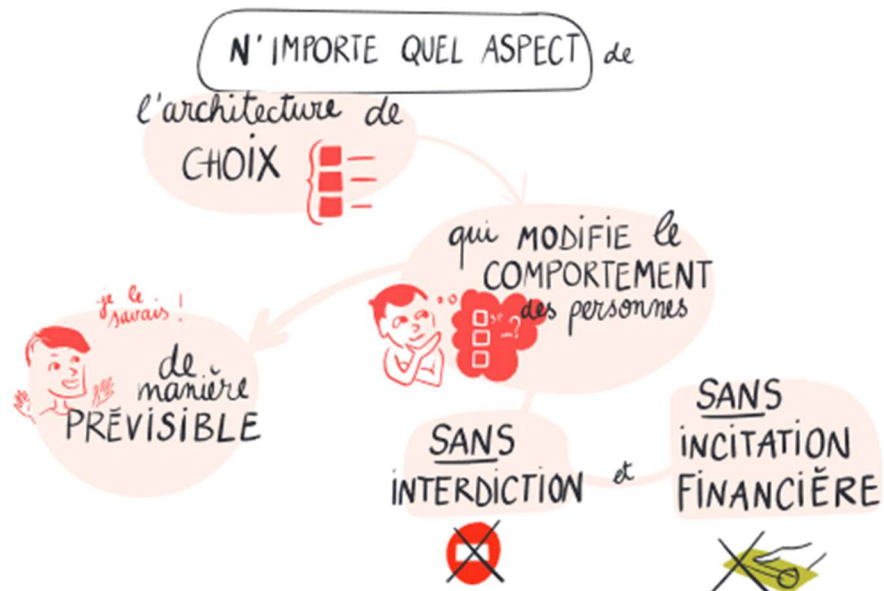 N'IMPORTE QUEL ASPECT de
l'architecture de
CHOIX
qui MODIFIE le
COMPORTEMENT
des personnes
je le
savais !
de
manière
PRÉVISIBLE
SANS
INTERDICTION
et
SANS
INCITATION
FINANCIÈRE